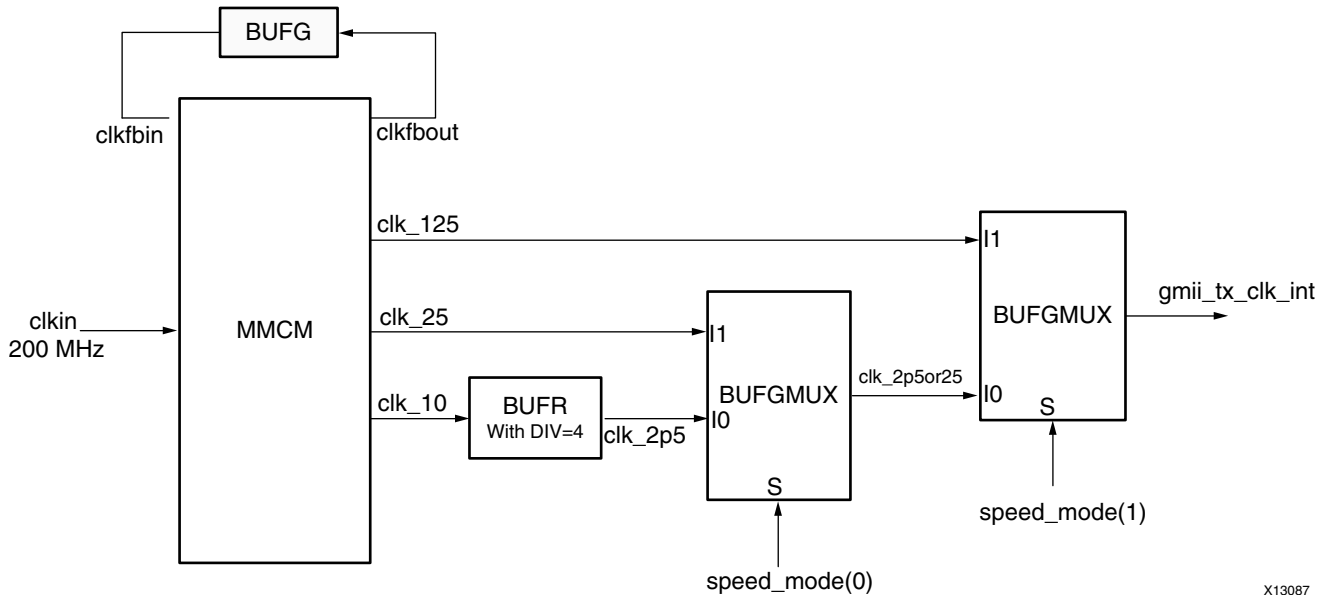 BUFG
clkfbin
clkfbout
clk_125
I1
gmii_tx_clk_int
BUFGMUX
clkin
200 MHz
MMCM
clk_25
I1
BUFGMUX
clk_2p5or25
I0
S
clk_10
BUFR
With DIV=4
clk_2p5
I0
S
speed_mode(1)
speed_mode(0)
X13087